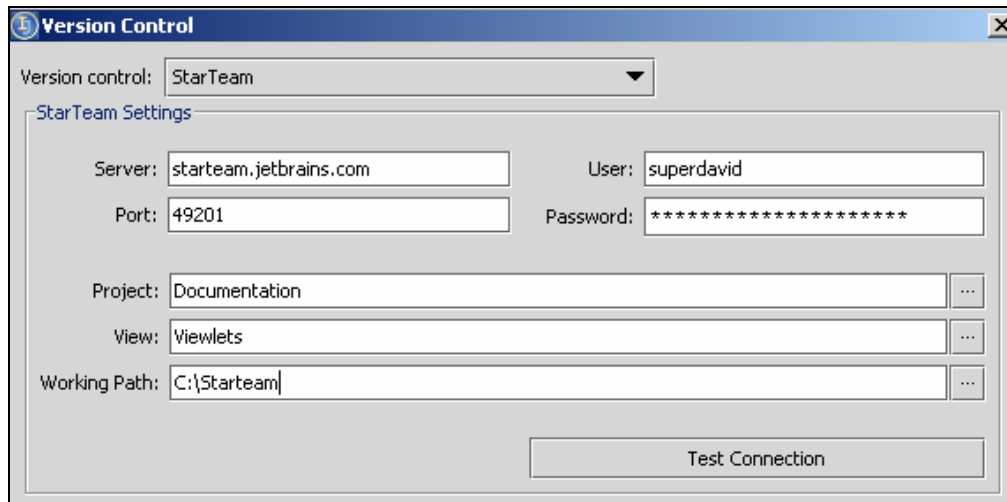 Version Control
Version control: StarTeam
StarTeam Settings
Server: starteam.jetbrains.com User: superdavid
Port: 49201 Password: *********************
Project: Documentation ...
View: Viewlets ...
Working Path: C:\Starteam ...
Test Connection